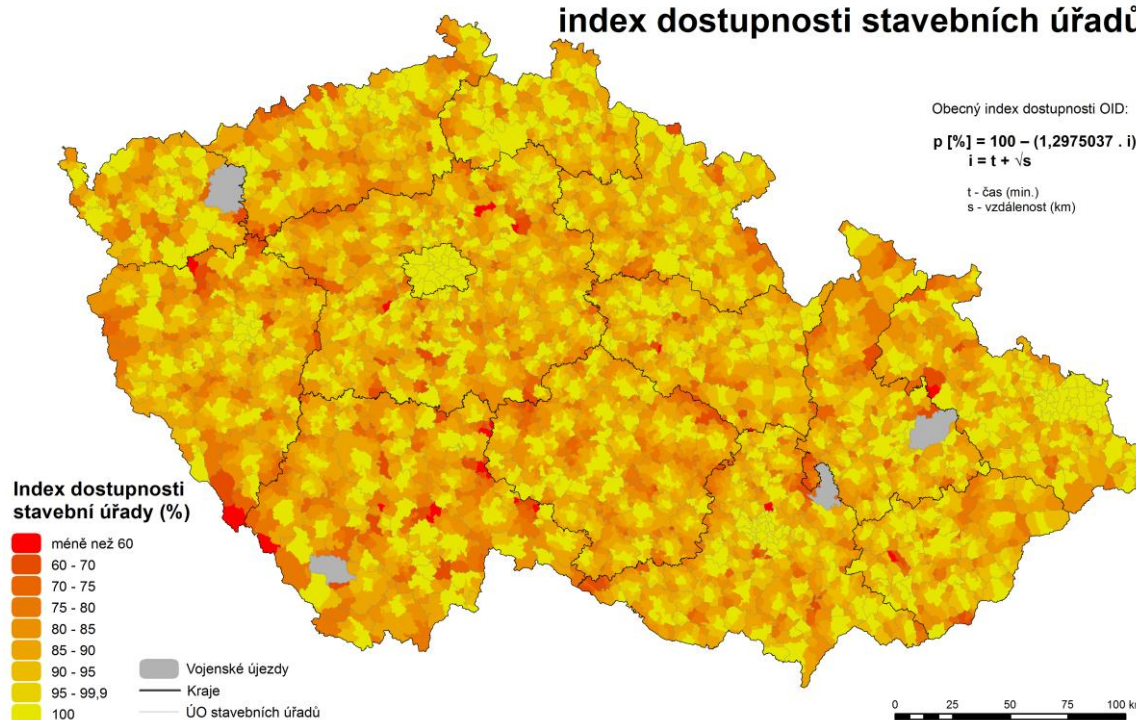 index dostupnosti stavebních úřadů
Obecný index dostupnosti OID:
p [%] = 100 – (1,2975037 . i)
i = t + √s
t - čas (min.)
s - vzdálenost (km)
Index dostupnosti
stavební úřady (%)
méně než 60
60 - 70
70 - 75
75 - 80
80 - 85
85 - 90
90 - 95
95 - 99,9
100
Vojenské újezdy
Kraje
ÚO stavebních úřadů
0 25 50 75 100 km